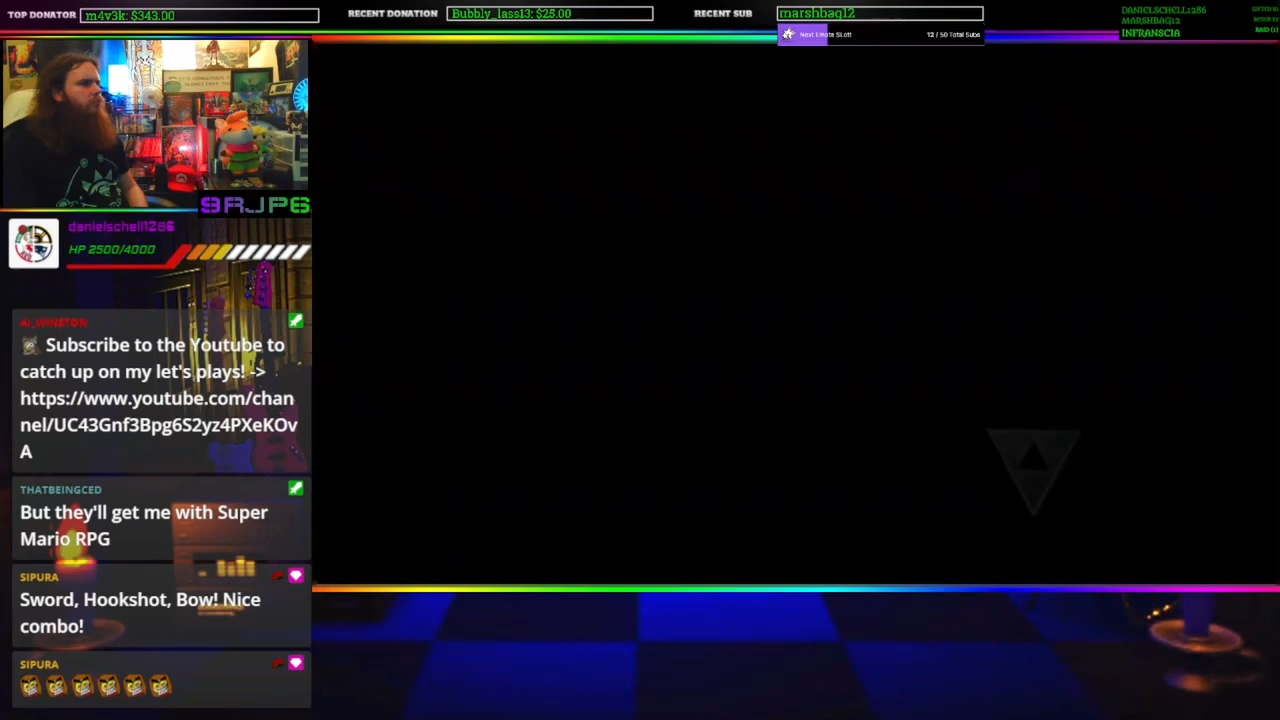 TOP DONATOR m4v3k: $343.00 RECENT DONATION Bubbly_lass13: $25.00 RECENT SUB marshbag12
Next Emote Slot! 12 / 50 Total Subs
DANIELSCHELL1286
MARSHBAG12
INFRANSCIA RAID (1)
9RJP6
danielschell1286
HP 2500/4000
AI_WINSTON
Subscribe to the Youtube to
catch up on my let's plays! ->
https://www.youtube.com/chan
nel/UC43Gnf3Bpg6S2yz4PXeKOv
A
THATBEINGCED
But they'll get me with Super
Mario RPG
SIPURA
Sword, Hookshot, Bow! Nice
combo!
SIPURA